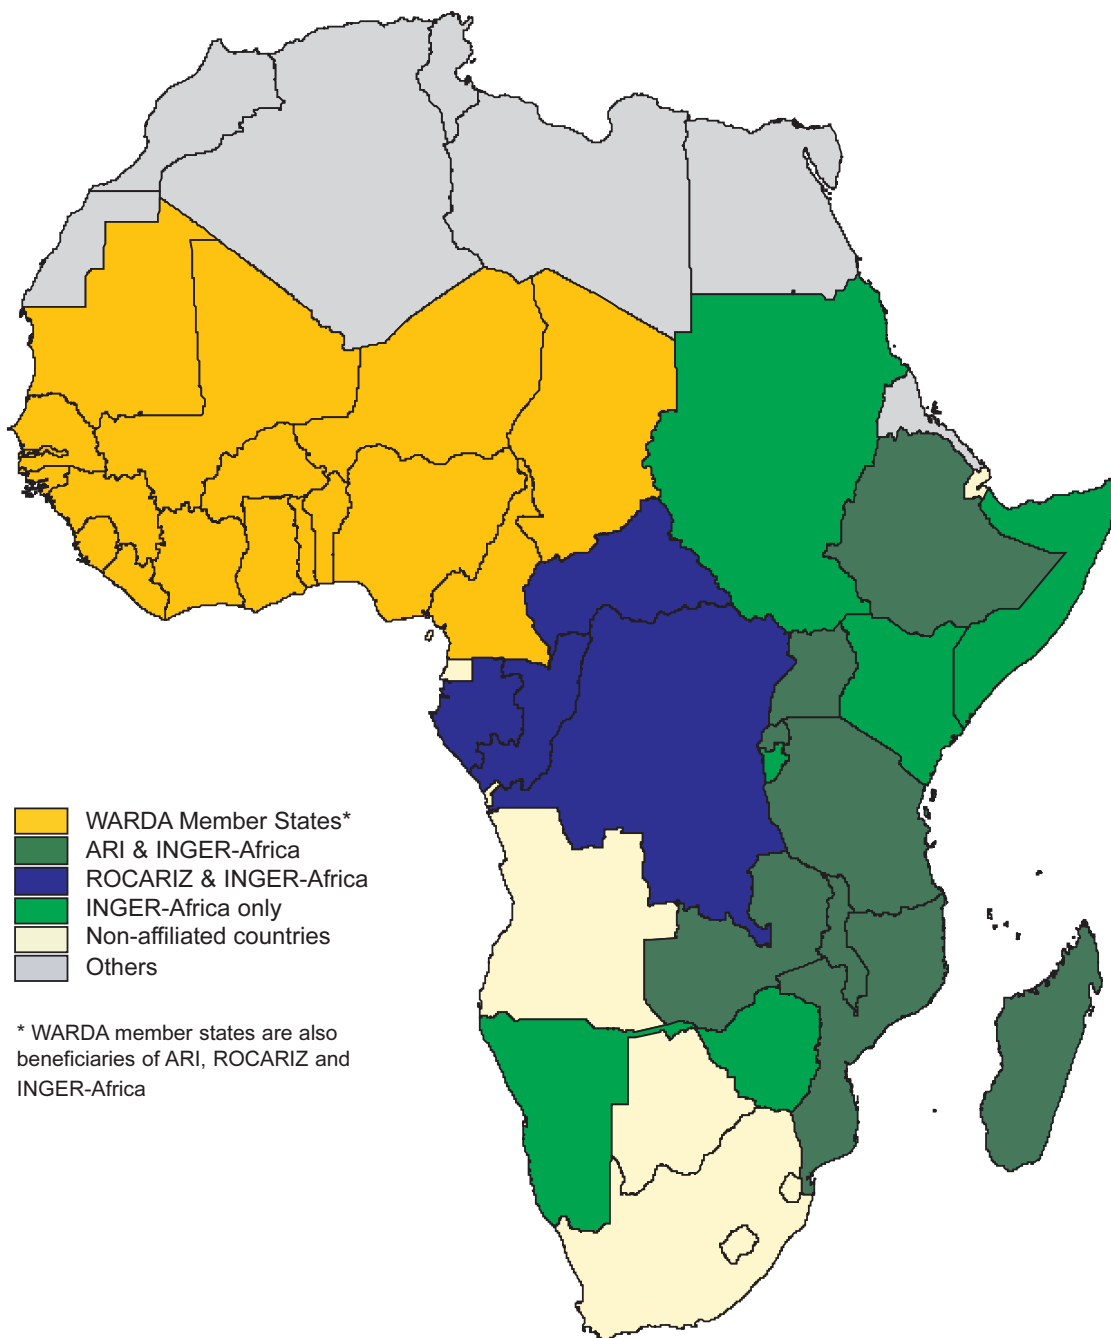 WARDA Member States*
ARI & INGER-Africa
ROCARIZ & INGER-Africa
INGER-Africa only
Non-affiliated countries
Others
* WARDA member states are also
beneficiaries of ARI, ROCARIZ and
INGER-Africa